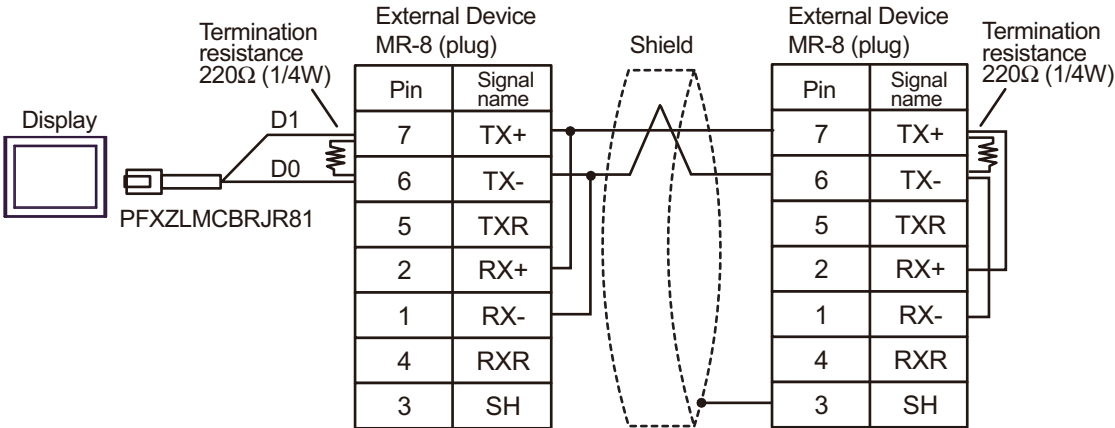 External Device
MR-8 (plug)
Termination
resistance
220Ω (1/4W)
Shield
External Device
MR-8 (plug)
Termination
resistance
220Ω (1/4W)
Display
D1
D0
PFXZLMCBRJR81
Pin Signal name
7 TX+
6 TX-
5 TXR
2 RX+
1 RX-
4 RXR
3 SH
Pin Signal name
7 TX+
6 TX-
5 TXR
2 RX+
1 RX-
4 RXR
3 SH